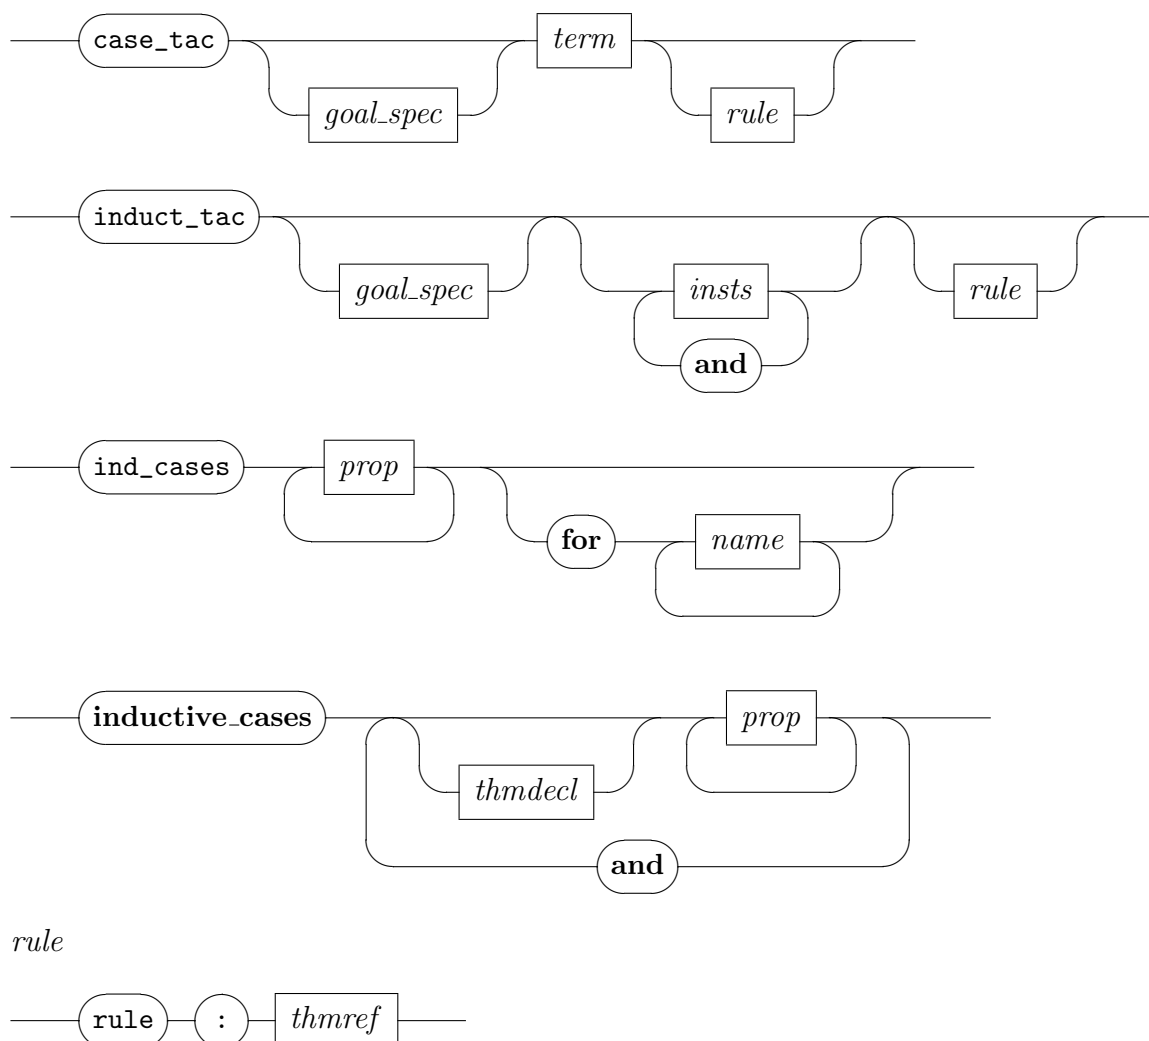 case_tac term
goal_spec rule
induct_tac
goal_spec insts rule
and
ind_cases prop
for name
inductive_cases prop
thmdecl
and
rule
rule : thmref